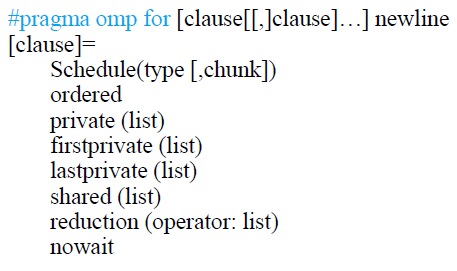 #pragma omp for [clause[[,]clause]…] newline
[clause]=
Schedule(type [,chunk])
ordered
private (list)
firstprivate (list)
lastprivate (list)
shared (list)
reduction (operator: list)
nowait